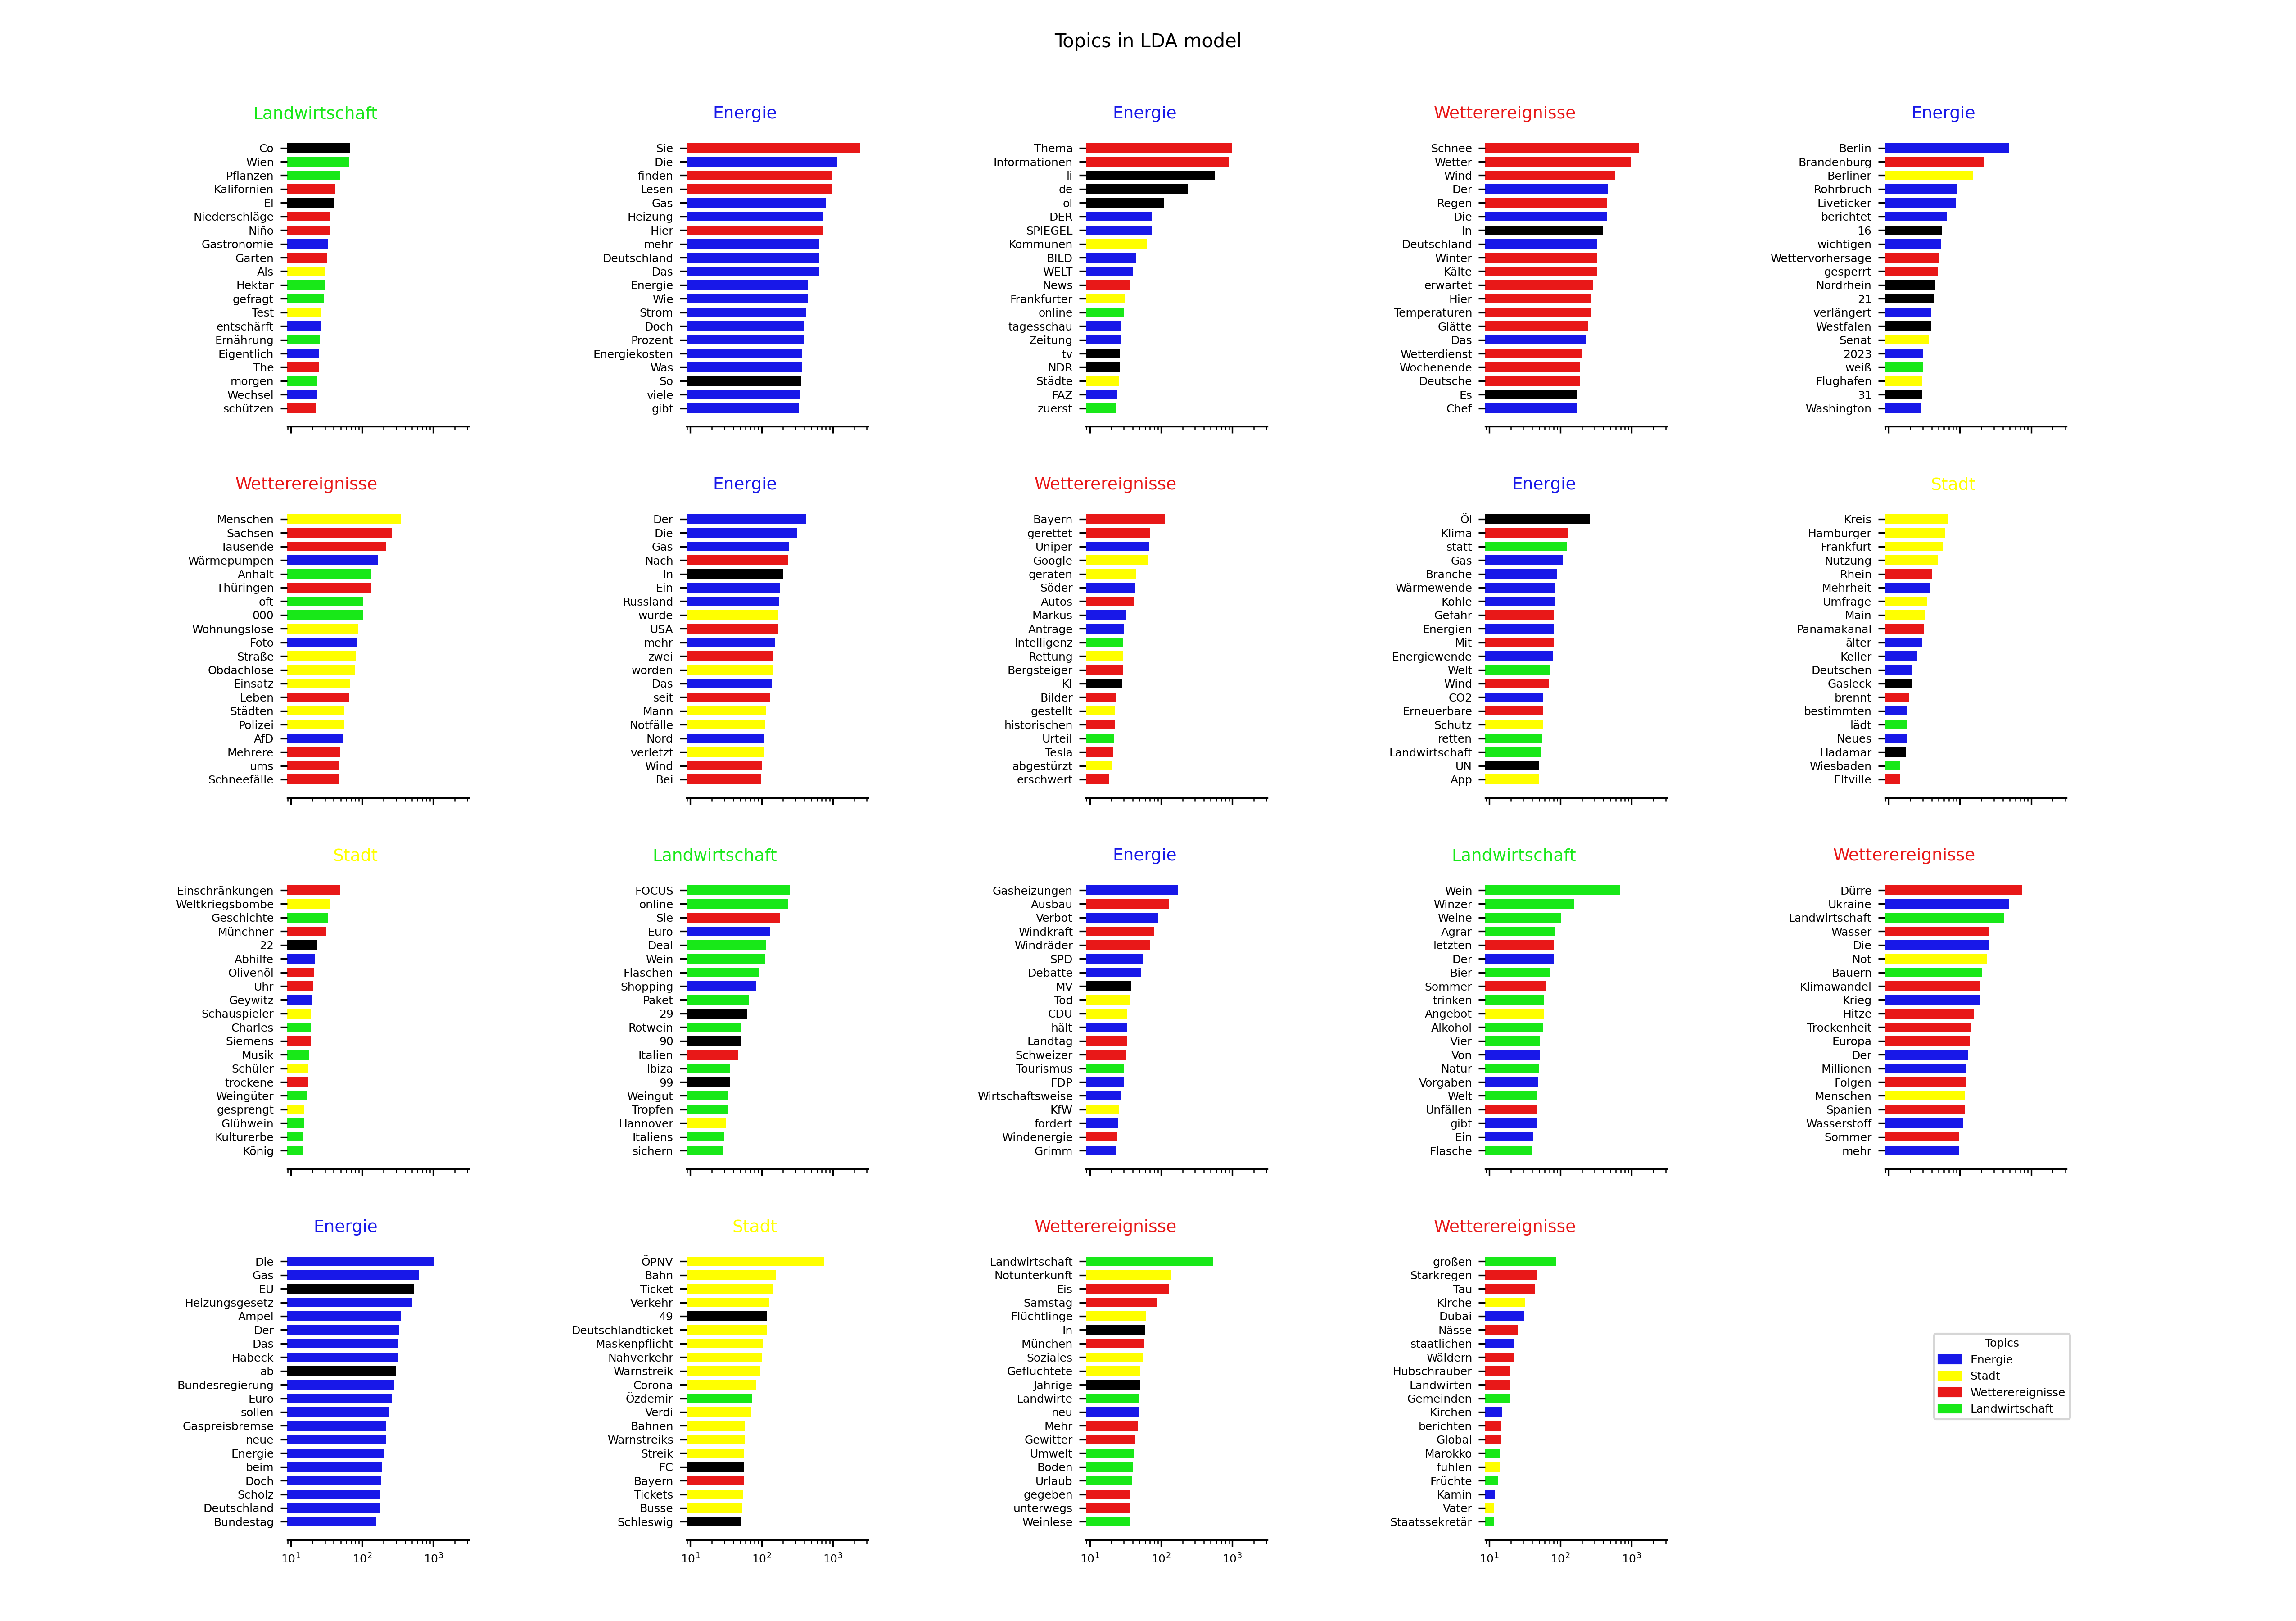 Topics in LDA model
Landwirtschaft
Co
Wien
Pflanzen
Kalifornien
El
Niederschläge
Niño
Gastronomie
Garten
Als
Hektar
gefragt
Test
entschärft
Ernährung
Eigentlich
The
morgen
Wechsel
schützen
Energie
Sie
Die
finden
Lesen
Gas
Heizung
Hier
mehr
Deutschland
Das
Energie
Wie
Strom
Doch
Prozent
Energiekosten
Was
So
viele
gibt
Energie
Thema
Informationen
li
de
ol
DER
SPIEGEL
Kommunen
BILD
WELT
News
Frankfurter
online
tagesschau
Zeitung
tv
NDR
Städte
FAZ
zuerst
Wetterereignisse
Schnee
Wetter
Wind
Der
Regen
Die
In
Deutschland
Winter
Kälte
erwartet
Hier
Temperaturen
Glätte
Das
Wetterdienst
Wochenende
Deutsche
Es
Chef
Energie
Berlin
Brandenburg
Berliner
Rohrbruch
Liveticker
berichtet
16
wichtigen
Wettervorhersage
gesperrt
Nordrhein
21
verlängert
Westfalen
Senat
2023
weiß
Flughafen
31
Washington
Wetterereignisse
Menschen
Sachsen
Tausende
Wärmepumpen
Anhalt
Thüringen
oft
000
Wohnungslose
Foto
Straße
Obdachlose
Einsatz
Leben
Städten
Polizei
AfD
Mehrere
ums
Schneefälle
Energie
Der
Die
Gas
Nach
In
Ein
Russland
wurde
USA
mehr
zwei
worden
Das
seit
Mann
Notfälle
Nord
verletzt
Wind
Bei
Wetterereignisse
Bayern
gerettet
Uniper
Google
geraten
Söder
Autos
Markus
Anträge
Intelligenz
Rettung
Bergsteiger
KI
Bilder
gestellt
historischen
Urteil
Tesla
abgestürzt
erschwert
Energie
Öl
Klima
statt
Gas
Branche
Wärmewende
Kohle
Gefahr
Energien
Mit
Energiewende
Welt
Wind
CO2
Erneuerbare
Schutz
retten
Landwirtschaft
UN
App
Stadt
Kreis
Hamburger
Frankfurt
Nutzung
Rhein
Mehrheit
Umfrage
Main
Panamakanal
älter
Keller
Deutschen
Gasleck
brennt
bestimmten
lädt
Neues
Hadamar
Wiesbaden
Eltville
Stadt
Einschränkungen
Weltkriegsbombe
Geschichte
Münchner
22
Abhilfe
Olivenöl
Uhr
Geywitz
Schauspieler
Charles
Siemens
Musik
Schüler
trockene
Weingüter
gesprengt
Glühwein
Kulturerbe
König
Landwirtschaft
FOCUS
online
Sie
Euro
Deal
Wein
Flaschen
Shopping
Paket
29
Rotwein
90
Italien
Ibiza
99
Weingut
Tropfen
Hannover
Italiens
sichern
Energie
Gasheizungen
Ausbau
Verbot
Windkraft
Windräder
SPD
Debatte
MV
Tod
CDU
hält
Landtag
Schweizer
Tourismus
FDP
Wirtschaftsweise
KfW
fordert
Windenergie
Grimm
Landwirtschaft
Wein
Winzer
Weine
Agrar
letzten
Der
Bier
Sommer
trinken
Angebot
Alkohol
Vier
Von
Natur
Vorgaben
Welt
Unfällen
gibt
Ein
Flasche
Wetterereignisse
Dürre
Ukraine
Landwirtschaft
Wasser
Die
Not
Bauern
Klimawandel
Krieg
Hitze
Trockenheit
Europa
Der
Millionen
Folgen
Menschen
Spanien
Wasserstoff
Sommer
mehr
Energie
Die
Gas
EU
Heizungsgesetz
Ampel
Der
Das
Habeck
ab
Bundesregierung
Euro
sollen
Gaspreisbremse
neue
Energie
beim
Doch
Scholz
Deutschland
Bundestag
10¹ 10² 10³
Stadt
ÖPNV
Bahn
Ticket
Verkehr
49
Deutschlandticket
Maskenpflicht
Nahverkehr
Warnstreik
Corona
Özdemir
Verdi
Bahnen
Warnstreiks
Streik
FC
Bayern
Tickets
Busse
Schleswig
10¹ 10² 10³
Wetterereignisse
Landwirtschaft
Notunterkunft
Eis
Samstag
Flüchtlinge
In
München
Soziales
Geflüchtete
Jährige
Landwirte
neu
Mehr
Gewitter
Umwelt
Böden
Urlaub
gegeben
unterwegs
Weinlese
10¹ 10² 10³
Wetterereignisse
großen
Starkregen
Tau
Kirche
Dubai
Nässe
staatlichen
Wäldern
Hubschrauber
Landwirten
Gemeinden
Kirchen
berichten
Global
Marokko
fühlen
Früchte
Kamin
Vater
Staatssekretär
10¹ 10² 10³
Topics
Energie
Stadt
Wetterereignisse
Landwirtschaft